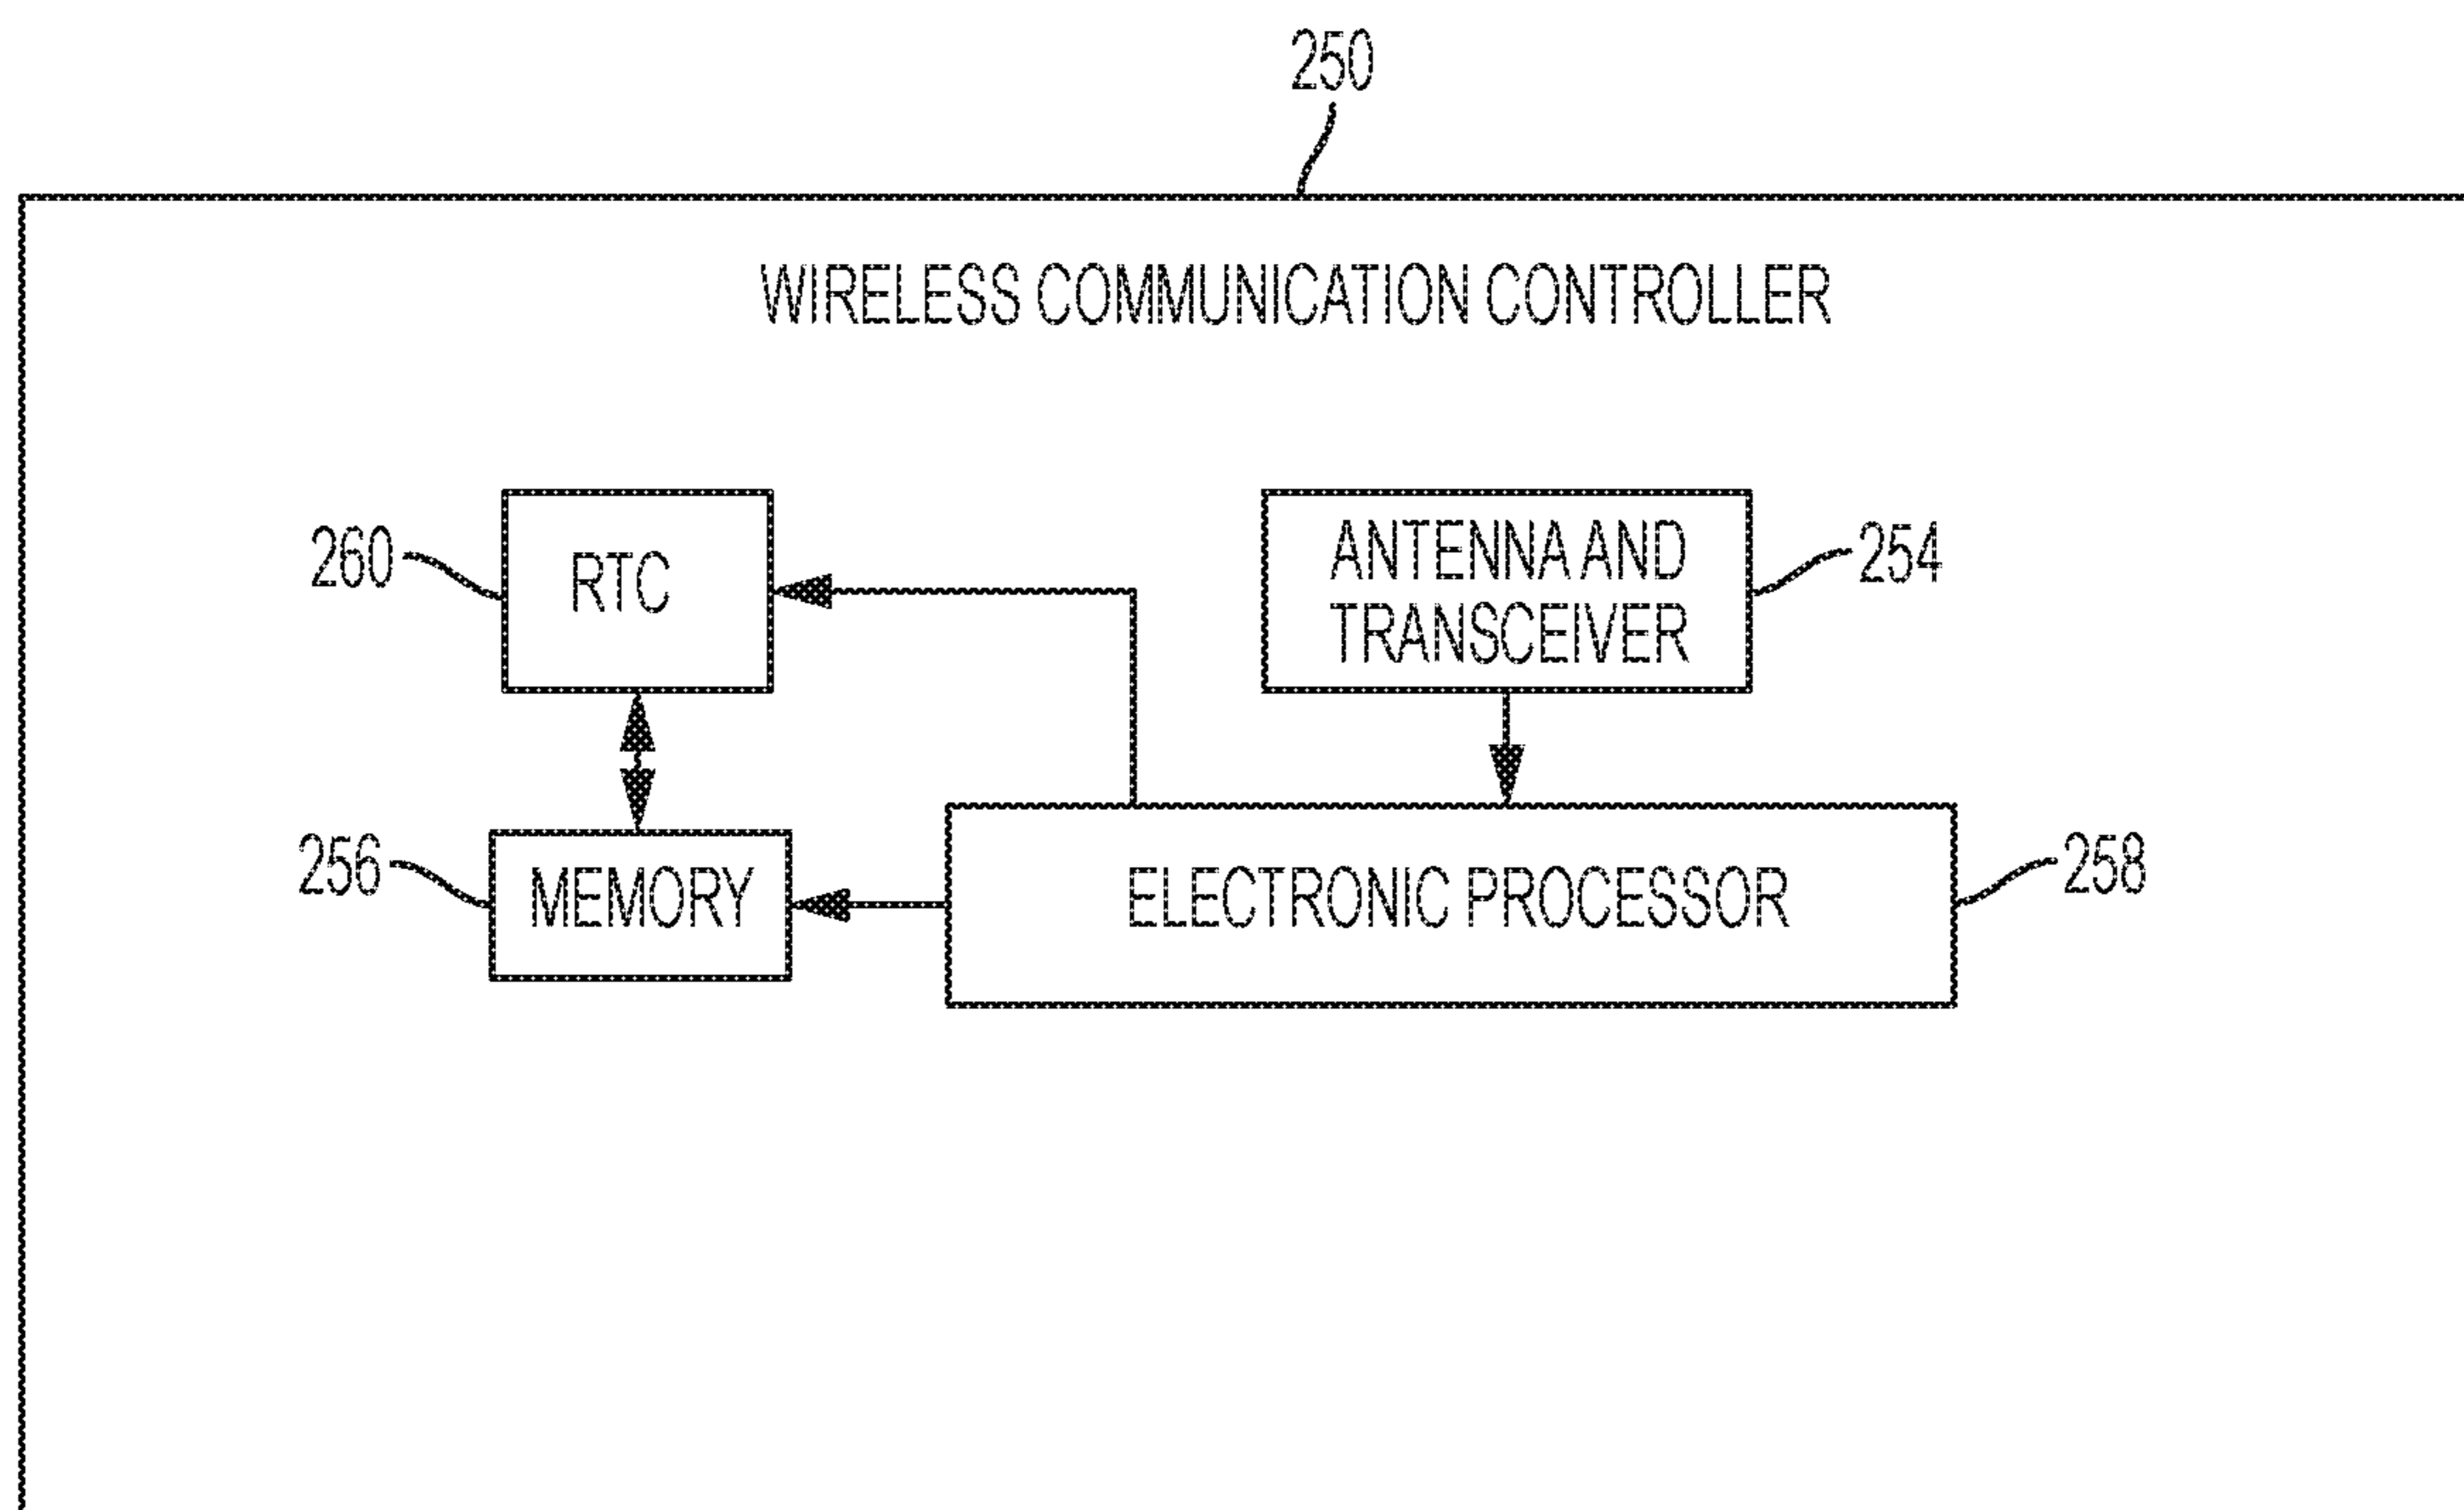 250
WIRELESS COMMUNICATION CONTROLLER
260
RTC
ANTENNA AND
TRANSCEIVER
254
256
MEMORY
ELECTRONIC PROCESSOR
258